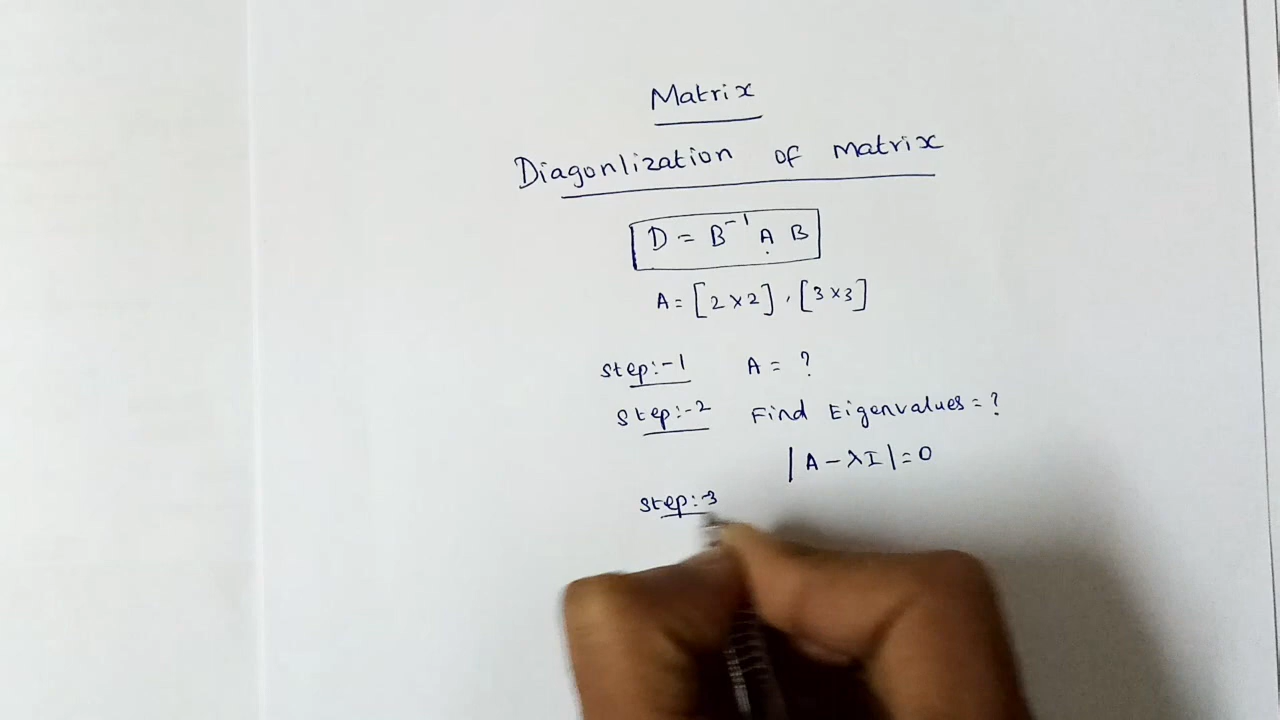 Matrix
Diagonlization of matrix
D = B⁻¹ A B
A = [2 × 2], [3 × 3]
Step:-1 A = ?
Step:-2 Find Eigenvalues = ?
|A - λI| = 0
Step:-3